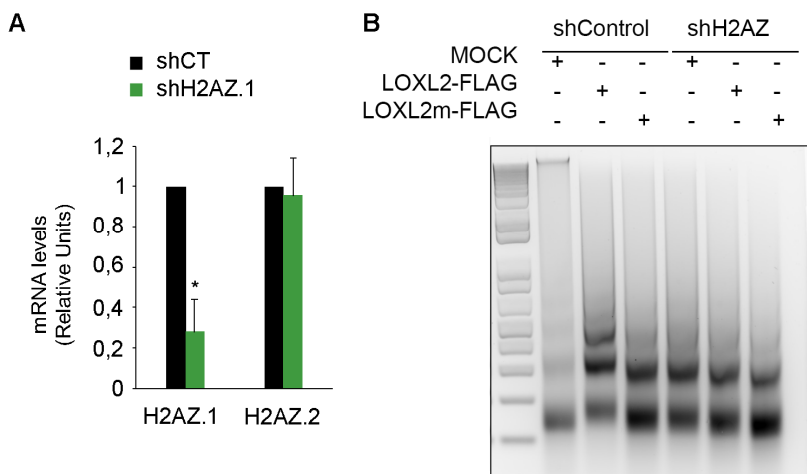 A
shCT
shH2AZ.1
mRNA levels
(Relative Units)
1,2
1
0,8
0,6
0,4
0,2
0
*
H2AZ.1 H2AZ.2
B
shControl shH2AZ
MOCK + - - + - -
LOXL2-FLAG - + - - + -
LOXL2m-FLAG - - + - - +